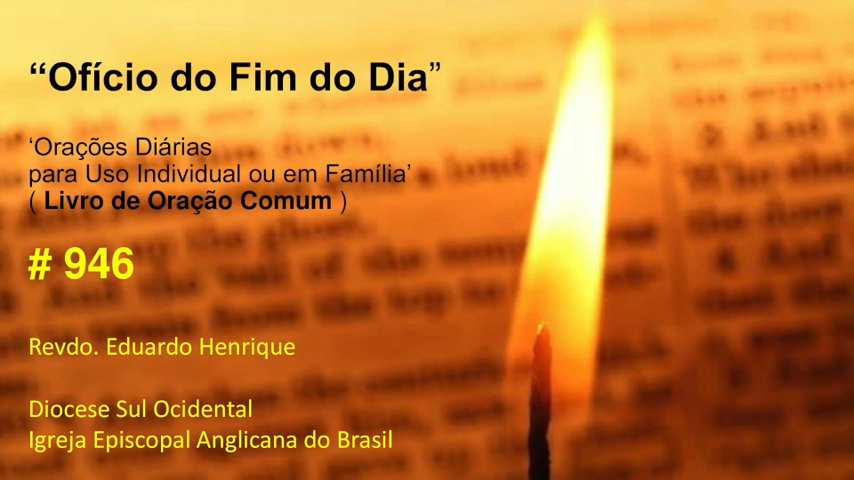 “Ofício do Fim do Dia”
‘Orações Diárias
para Uso Individual ou em Família’
( Livro de Oração Comum )
# 946
Revdo. Eduardo Henrique
Diocese Sul Ocidental
Igreja Episcopal Anglicana do Brasil